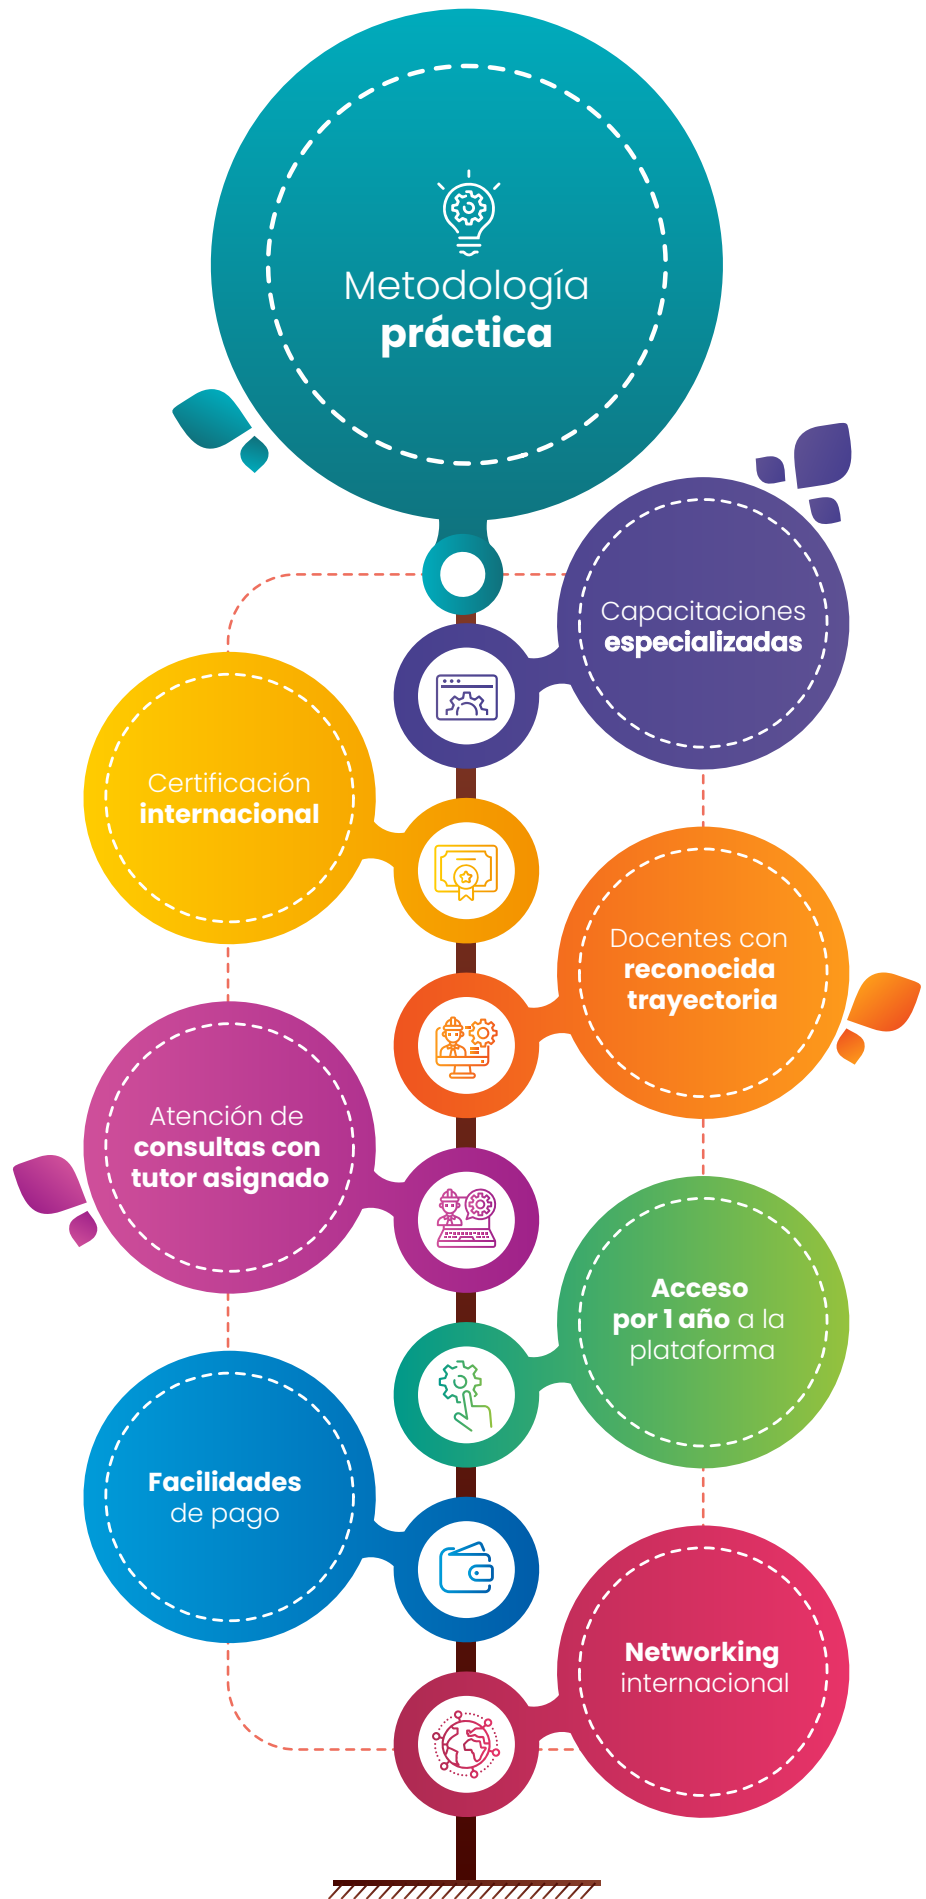 Metodología
práctica
Capacitaciones
especializadas
Certificación
internacional
Docentes con
reconocida
trayectoria
Atención de
consultas con
tutor asignado
Acceso
por 1 año a la
plataforma
Facilidades
de pago
Networking
internacional